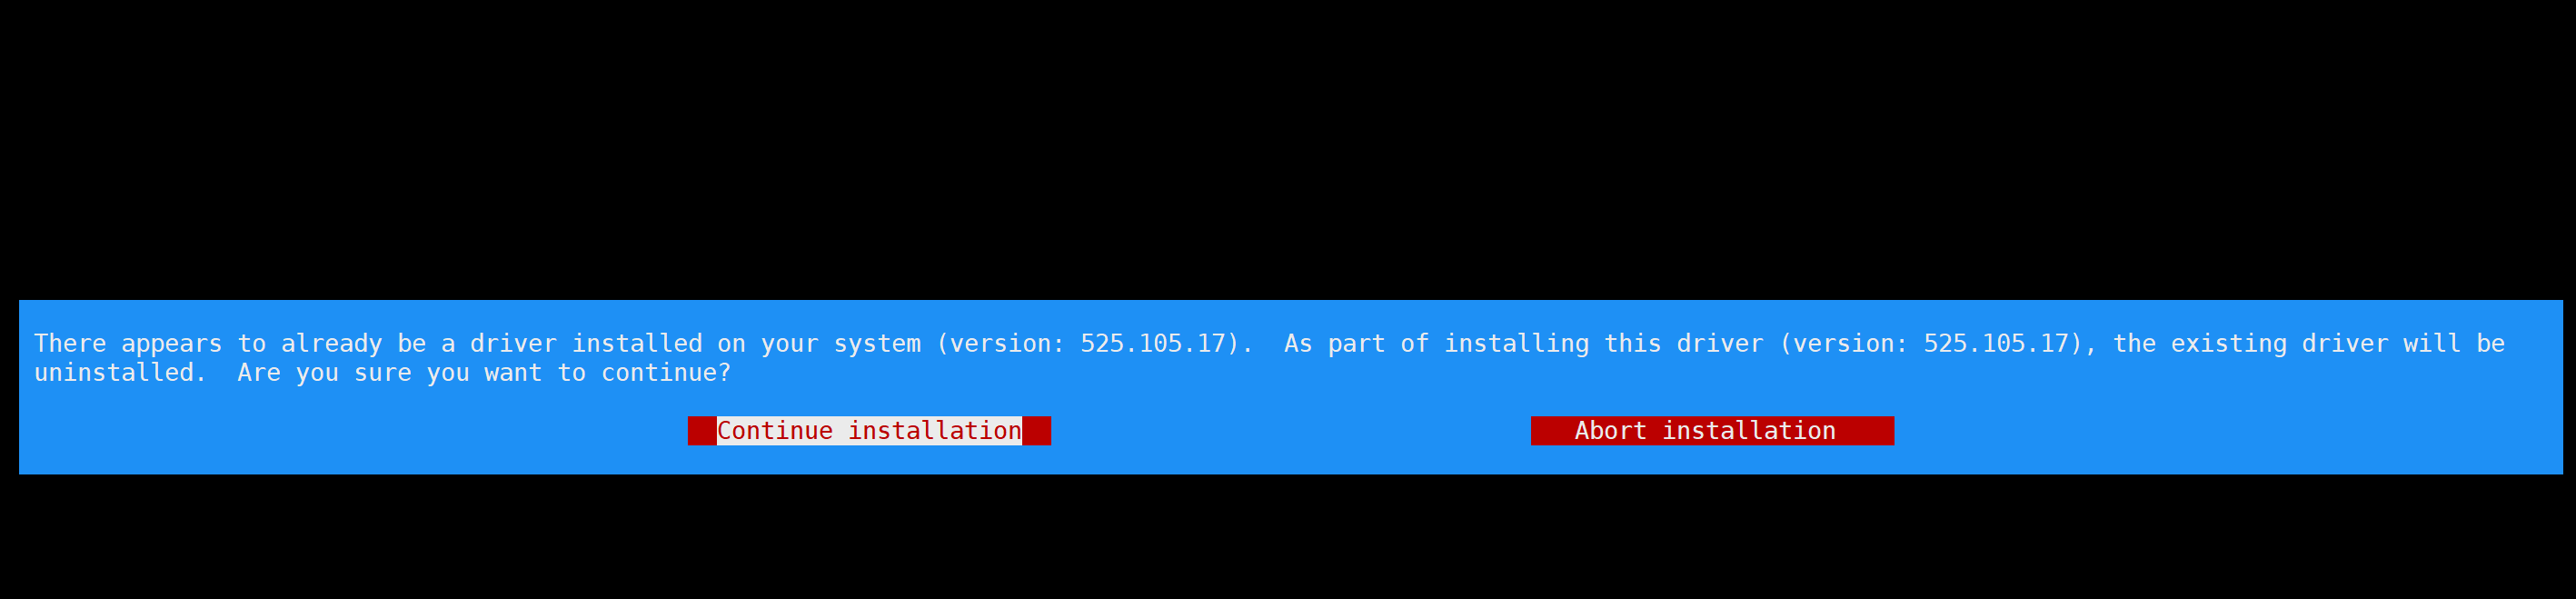 There appears to already be a driver installed on your system (version: 525.105.17).  As part of installing this driver (version: 525.105.17), the existing driver will be
uninstalled.  Are you sure you want to continue?
Continue installation
Abort installation